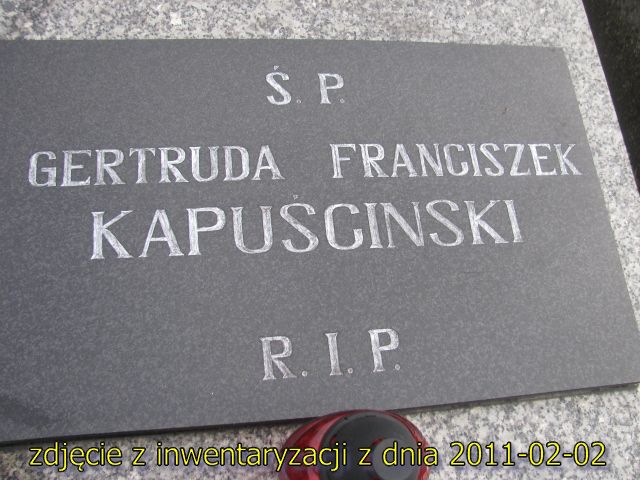 Ś. P.
GERTRUDA FRANCISZEK
KAPUŚCINSKI
R. I. P.
zdjęcie z inwentaryzacji z dnia 2011-02-02